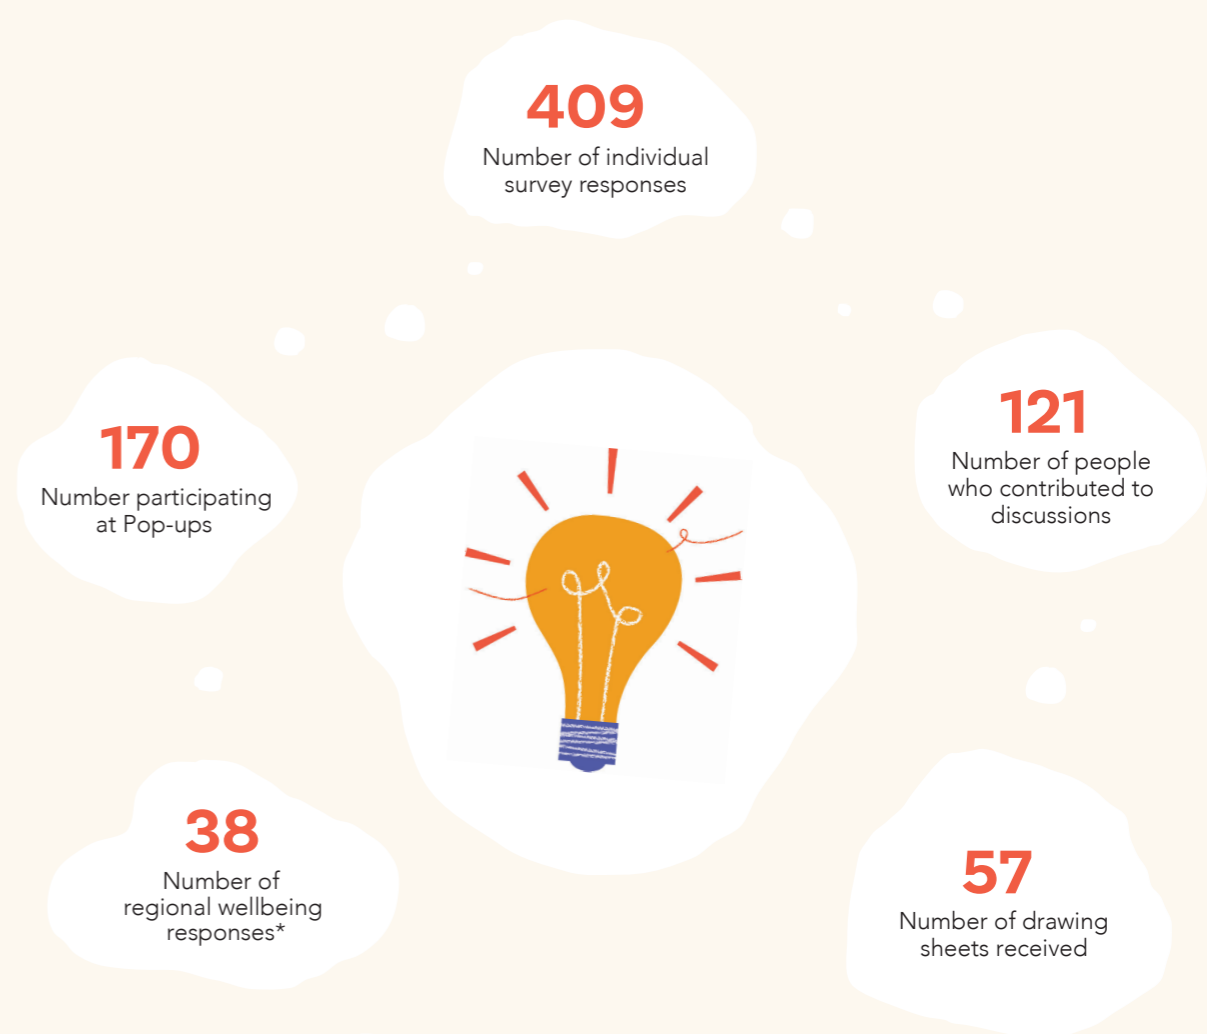 409
Number of individual
survey responses
170
Number participating
at Pop-ups
121
Number of people
who contributed to
discussions
38
Number of
regional wellbeing
responses*
57
Number of drawing
sheets received